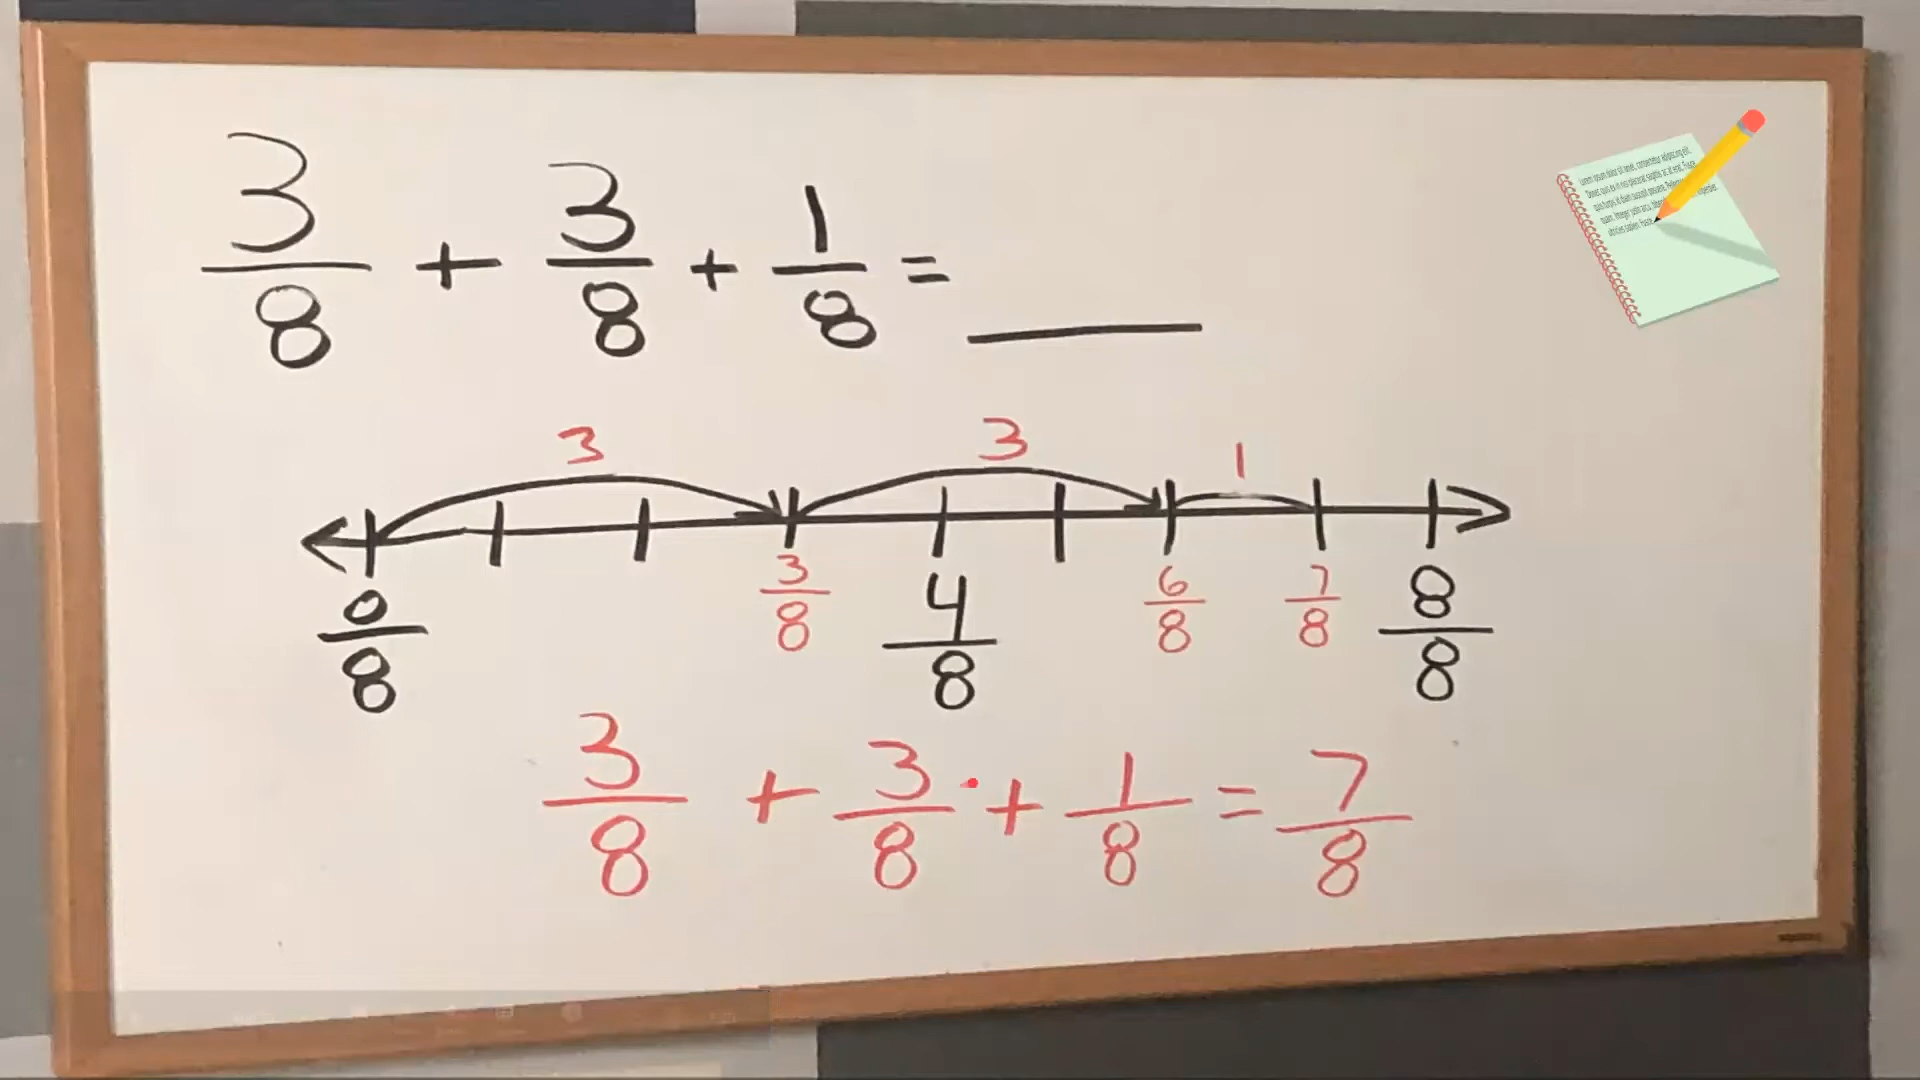 3/8 + 3/8 + 1/8 = ____
3 3 1
0/8 3/8 4/8 6/8 7/8 8/8
3/8 + 3/8 + 1/8 = 7/8